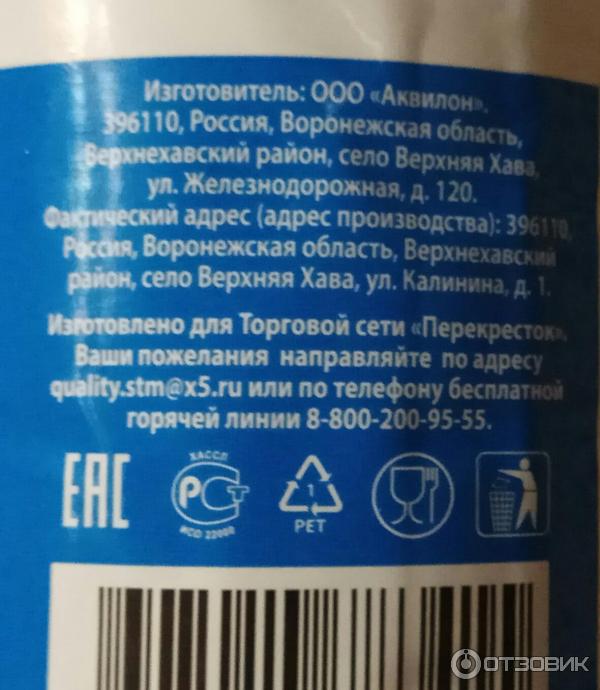 Изготовитель: ООО «Аквилон».
396110, Россия, Воронежская область,
Верхнехавский район, село Верхняя Хава,
ул. Железнодорожная, д. 120.
Фактический адрес (адрес производства): 396110,
Россия, Воронежская область, Верхнехавский
район, село Верхняя Хава, ул. Калинина, д. 1.
Изготовлено для Торговой сети «Перекресток».
Ваши пожелания направляйте по адресу
quality.stm@x5.ru или по телефону бесплатной
горячей линии 8-800-200-95-55.
ХАССП
ЕАС
РСТ
1
PET
ИСО 22000
ОТЗОВИК